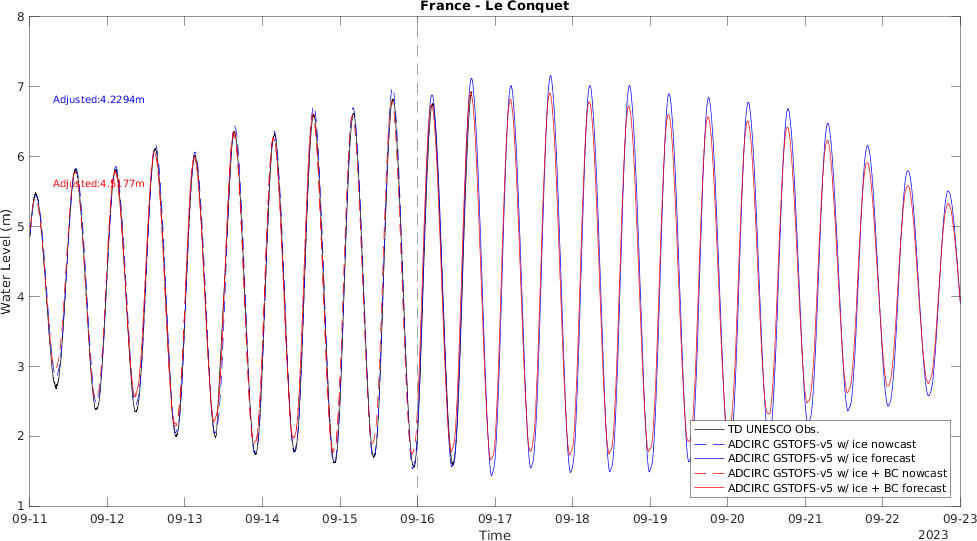 France - Le Conquet
8
7
6
5
4
3
2
1
Water Level (m)
Adjusted:4.2294m
Adjusted:4.5177m
TD UNESCO Obs.
ADCIRC GSTOFS-v5 w/ ice nowcast
ADCIRC GSTOFS-v5 w/ ice forecast
ADCIRC GSTOFS-v5 w/ ice + BC nowcast
ADCIRC GSTOFS-v5 w/ ice + BC forecast
09-11 09-12 09-13 09-14 09-15 09-16 09-17 09-18 09-19 09-20 09-21 09-22 09-23
Time
2023